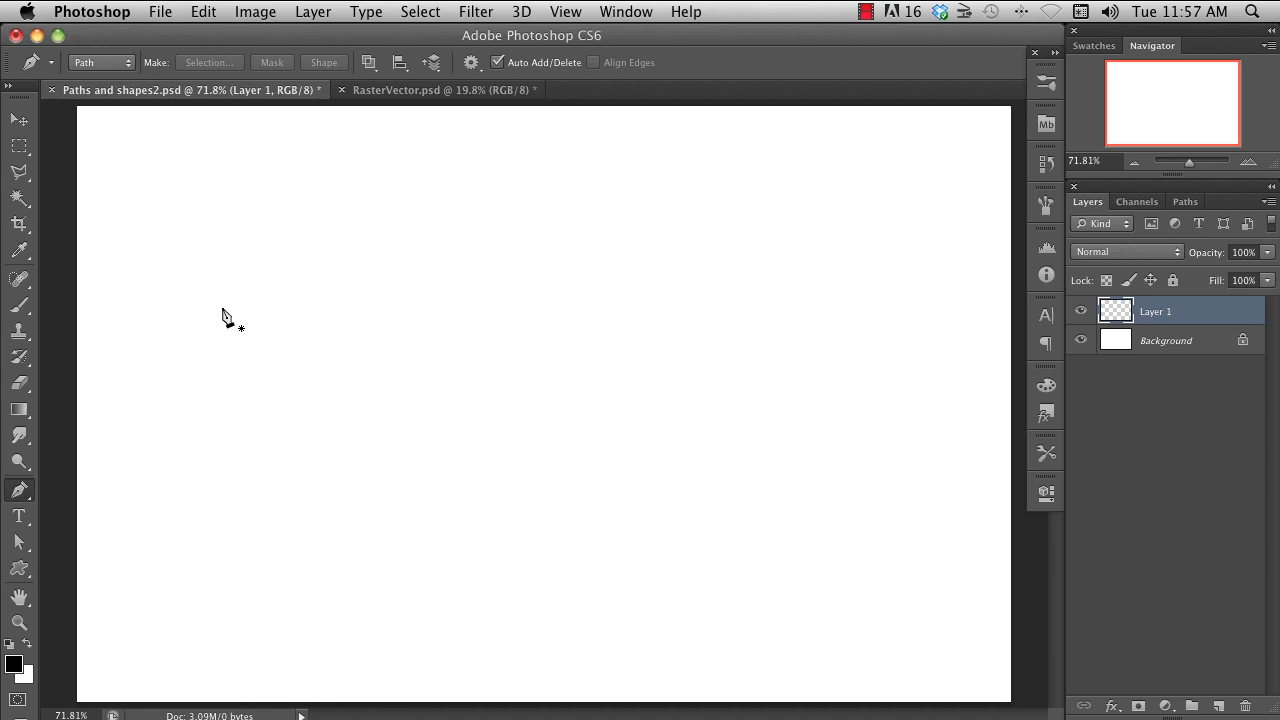 Photoshop File Edit Image Layer Type Select Filter 3D View Window Help 16 Tue 11:57 AM
Adobe Photoshop CS6
Path Make: Selection... Mask Shape Auto Add/Delete Align Edges
Paths and shapes2.psd @ 71.8% (Layer 1, RGB/8) * RasterVector.psd @ 19.8% (RGB/8) *
Swatches Navigator
Mb
71.81%
Layers Channels Paths
Kind T
Normal Opacity: 100%
Lock: Fill: 100%
A
Layer 1
Background
fx
T
71.81% Doc: 3.09M/0 bytes
fx.